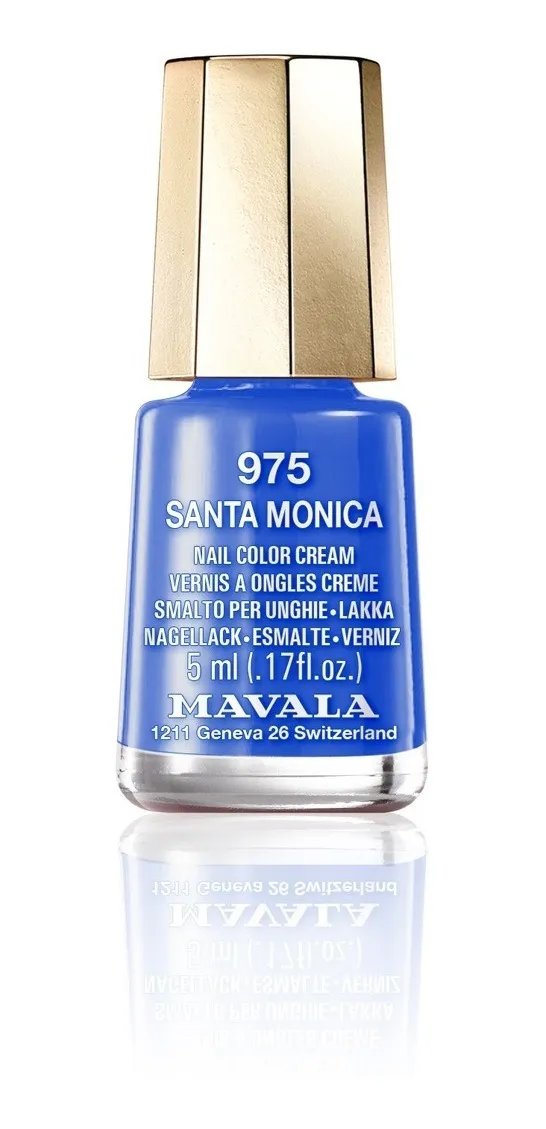 975
SANTA MONICA
NAIL COLOR CREAM
VERNIS A ONGLES CREME
SMALTO PER UNGHIE•LAKKA
NAGELLACK•ESMALTE•VERNIZ
5 ml (.17fl.oz.)
MAVALA
1211 Geneva 26 Switzerland